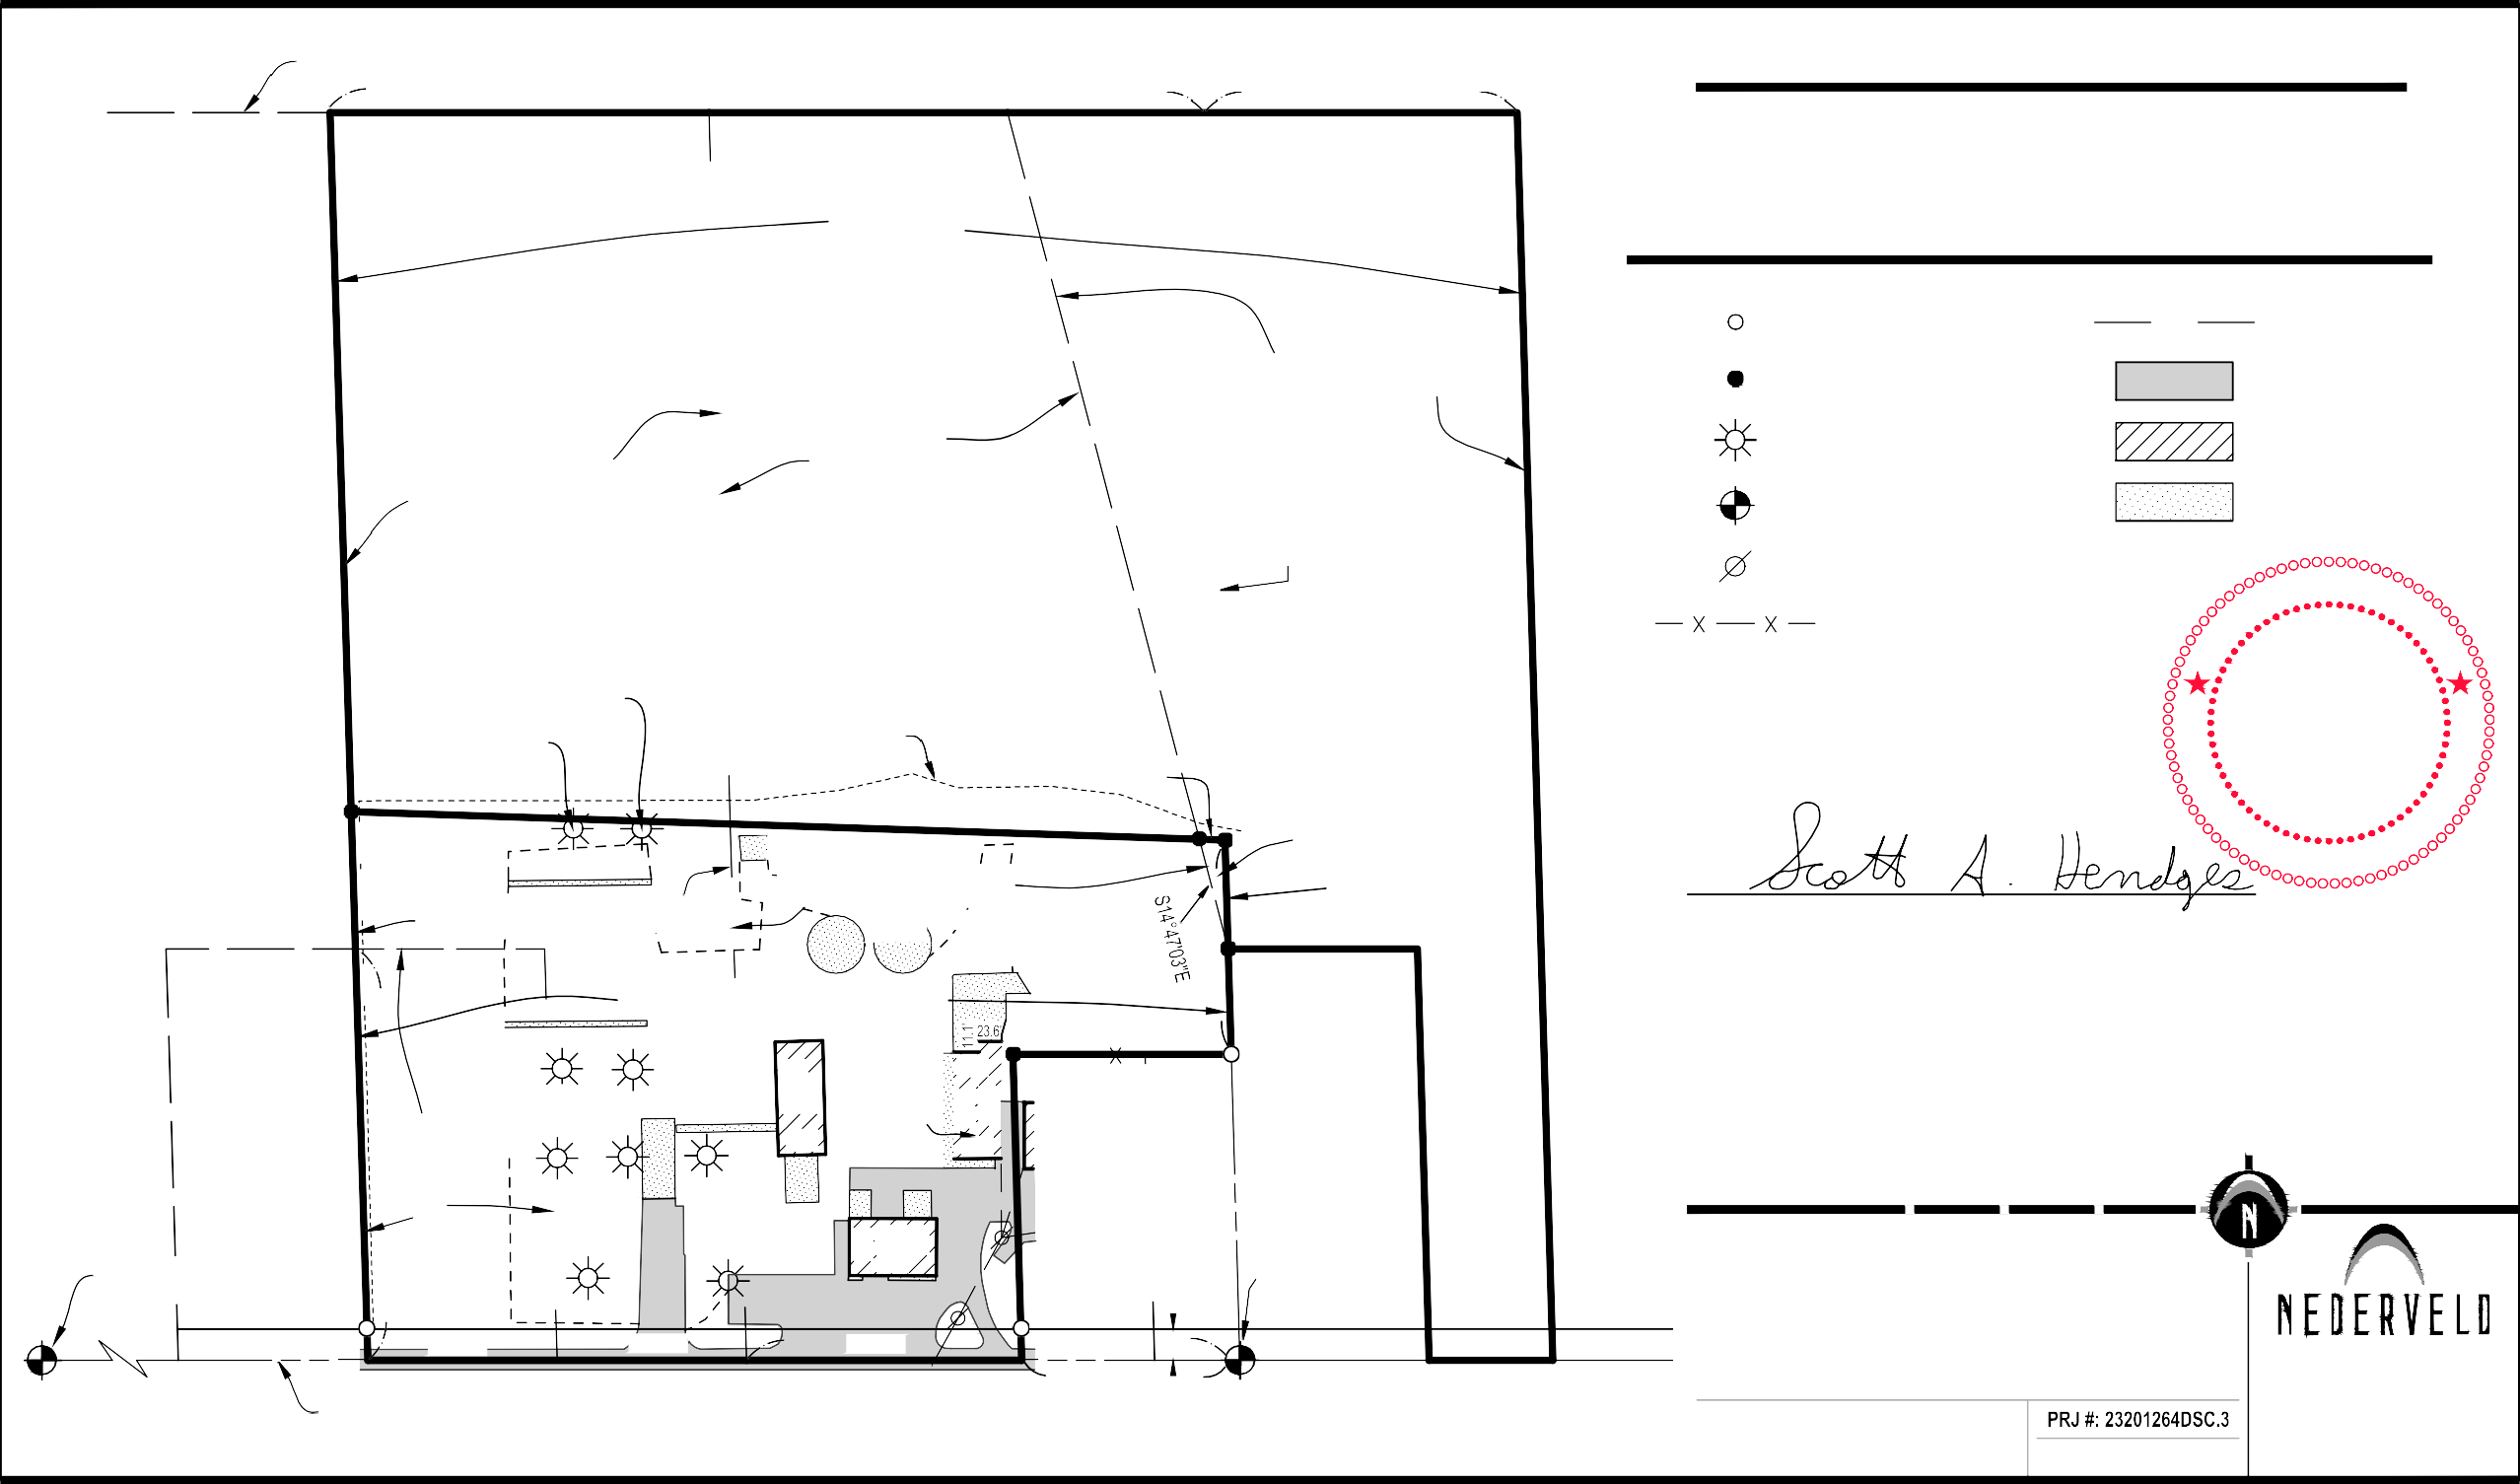 X X
S14°47'03"E
11.1
23.6
Scott A. Hendges
N
NEDERVELD
PRJ #: 23201264DSC.3